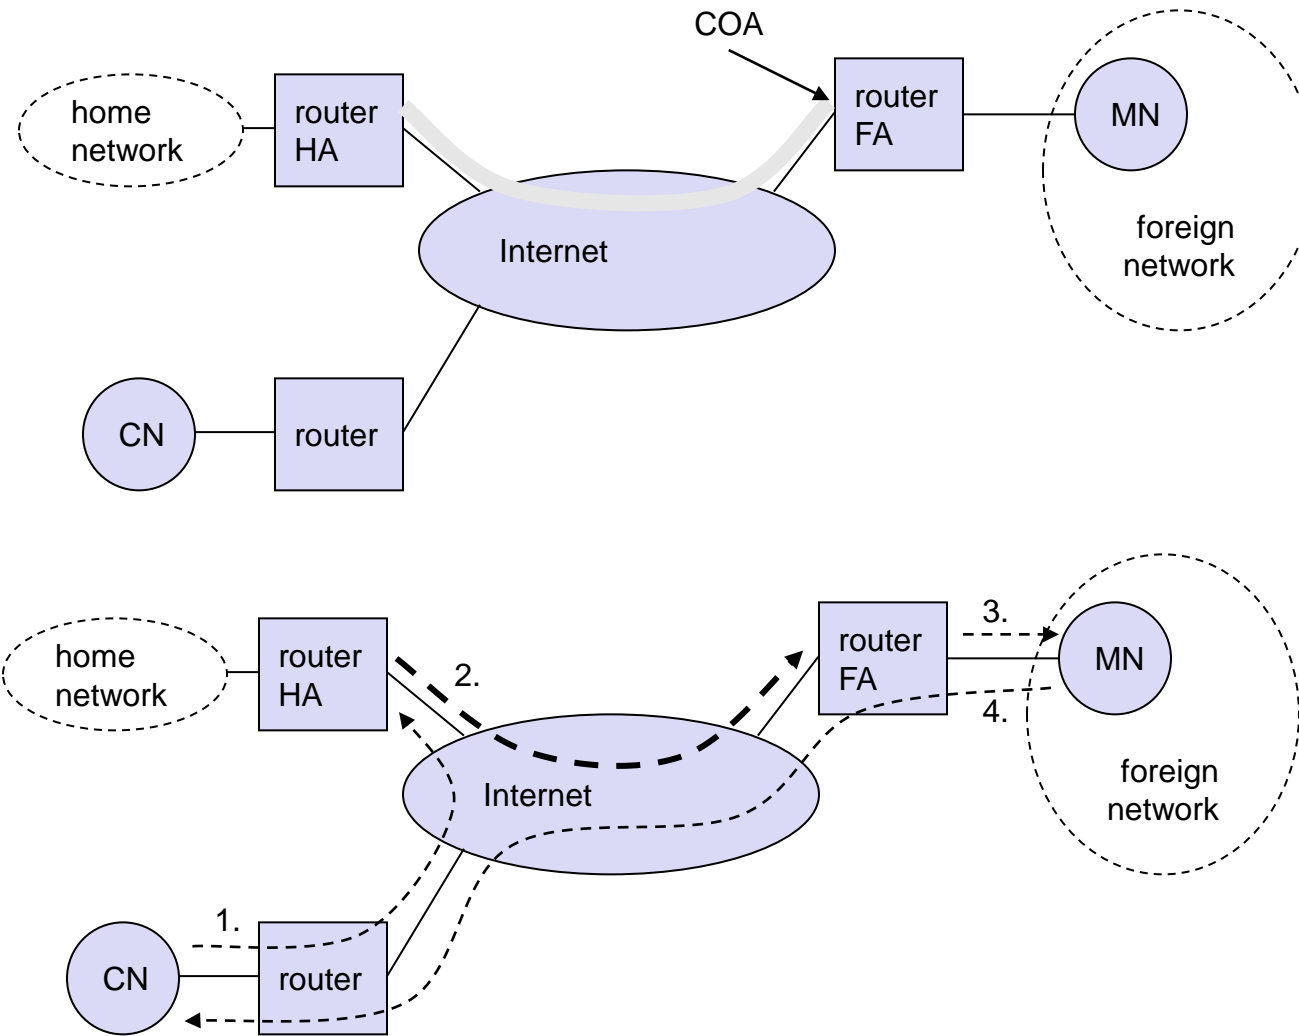 COA
home
network
router
HA
router
FA
MN
foreign
network
Internet
CN
router
home
network
router
HA
2.
router
FA
3.
MN
4.
foreign
network
Internet
1.
CN
router